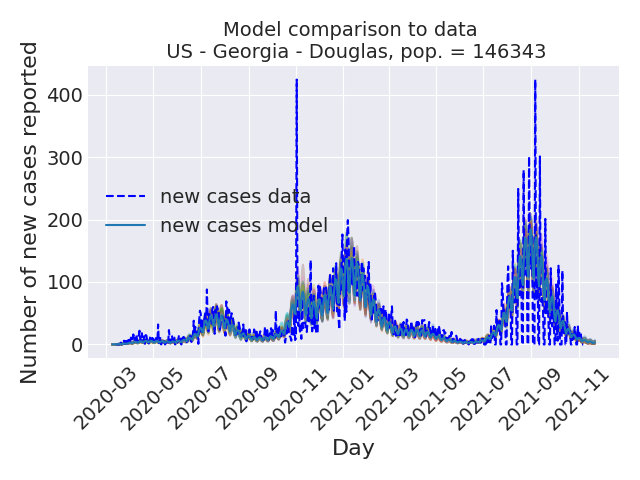 Model comparison to data
US - Georgia - Douglas, pop. = 146343
Number of new cases reported
400
300
200
100
0
new cases data
new cases model
2020-03
2020-05
2020-07
2020-09
2020-11
2021-01
2021-03
2021-05
2021-07
2021-09
2021-11
Day